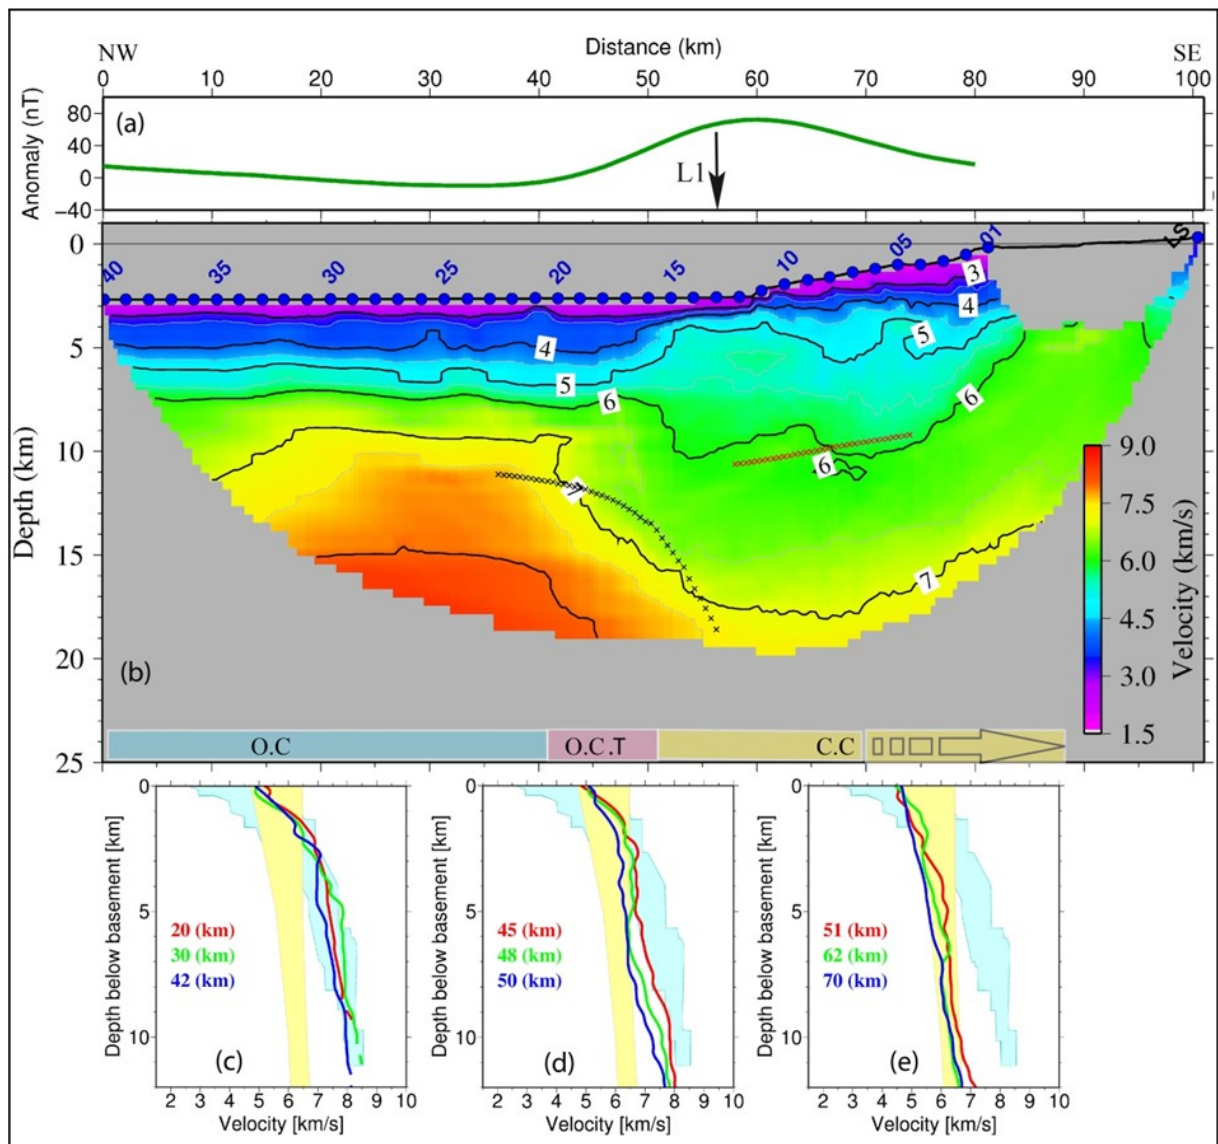 Distance (km)
NW SE
0 10 20 30 40 50 60 70 80 90 100
Anomaly (nT)
80
40
0
−40
(a)
L1
Depth (km)
0
5
10
15
20
25
40 35 30 25 20 15 10 05 01 LS
3
4
5
4
5
6
6
6
7
7
(b)
Velocity (km/s)
9.0
7.5
6.0
4.5
3.0
1.5
O.C O.C.T C.C
Depth below basement [km]
0
5
10
20 (km)
30 (km)
42 (km)
(c)
2 3 4 5 6 7 8 9 10
Velocity [km/s]
Depth below basement [km]
0
5
10
45 (km)
48 (km)
50 (km)
(d)
2 3 4 5 6 7 8 9 10
Velocity [km/s]
Depth below basement [km]
0
5
10
51 (km)
62 (km)
70 (km)
(e)
2 3 4 5 6 7 8 9 10
Velocity [km/s]